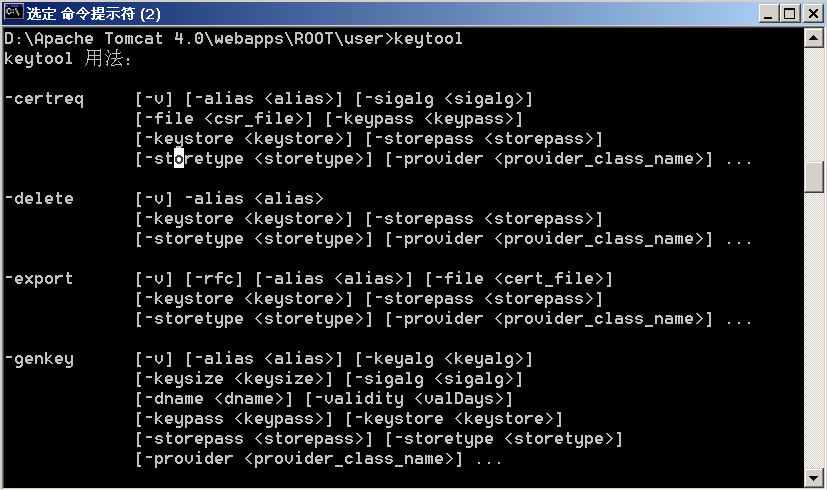 选定 命令提示符 (2)
D:\Apache Tomcat 4.0\webapps\ROOT\user>keytool
keytool 用法：
-certreq     [-v] [-alias <alias>] [-sigalg <sigalg>]
             [-file <csr_file>] [-keypass <keypass>]
             [-keystore <keystore>] [-storepass <storepass>]
             [-storetype <storetype>] [-provider <provider_class_name>] ...
-delete      [-v] -alias <alias>
             [-keystore <keystore>] [-storepass <storepass>]
             [-storetype <storetype>] [-provider <provider_class_name>] ...
-export      [-v] [-rfc] [-alias <alias>] [-file <cert_file>]
             [-keystore <keystore>] [-storepass <storepass>]
             [-storetype <storetype>] [-provider <provider_class_name>] ...
-genkey      [-v] [-alias <alias>] [-keyalg <keyalg>]
             [-keysize <keysize>] [-sigalg <sigalg>]
             [-dname <dname>] [-validity <valDays>]
             [-keypass <keypass>] [-keystore <keystore>]
             [-storepass <storepass>] [-storetype <storetype>]
             [-provider <provider_class_name>] ...